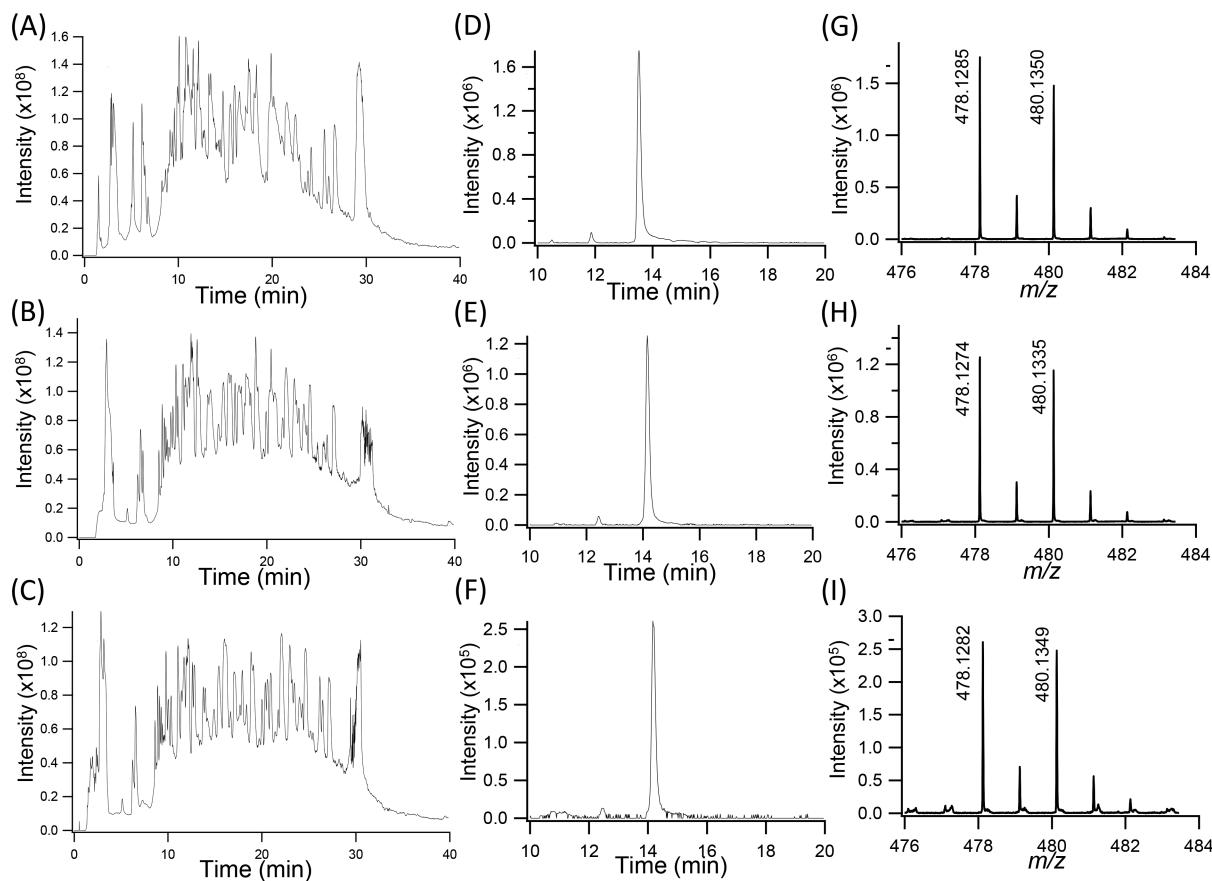 (A)
Intensity (x10⁸)
1.6
1.4
1.2
1.0
0.8
0.6
0.4
0.2
0.0
0 10 20 30 40
Time (min)
(D)
Intensity (x10⁶)
1.6
1.2
0.8
0.4
0.0
10 12 14 16 18 20
Time (min)
(G)
Intensity (x10⁶)
1.5
1.0
0.5
0.0
478.1285
480.1350
476 478 480 482 484
m/z
(B)
Intensity (x10⁸)
1.4
1.2
1.0
0.8
0.6
0.4
0.2
0.0
0 10 20 30 40
Time (min)
(E)
Intensity (x10⁶)
1.2
1.0
0.8
0.6
0.4
0.2
0.0
10 12 14 16 18 20
Time (min)
(H)
Intensity (x10⁶)
1.2
0.8
0.4
0.0
478.1274
480.1335
476 478 480 482 484
m/z
(C)
Intensity (x10⁸)
1.2
1.0
0.8
0.6
0.4
0.2
0.0
0 10 20 30 40
Time (min)
(F)
Intensity (x10⁵)
2.5
2.0
1.5
1.0
0.5
0.0
10 12 14 16 18 20
Time (min)
(I)
Intensity (x10⁵)
3.0
2.5
2.0
1.5
1.0
0.5
0.0
478.1282
480.1349
476 478 480 482 484
m/z